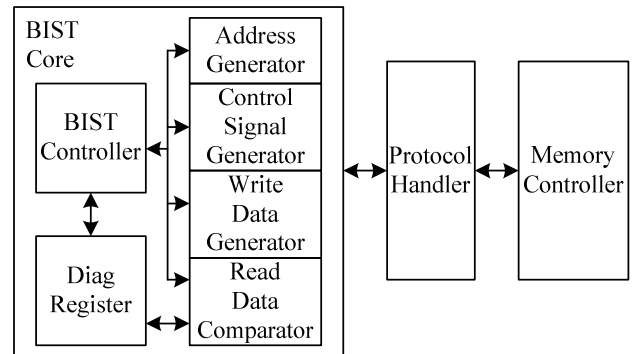 BIST
Core
BIST
Controller
Diag
Register
Address
Generator
Control
Signal
Generator
Write
Data
Generator
Read
Data
Comparator
Protocol
Handler
Memory
Controller